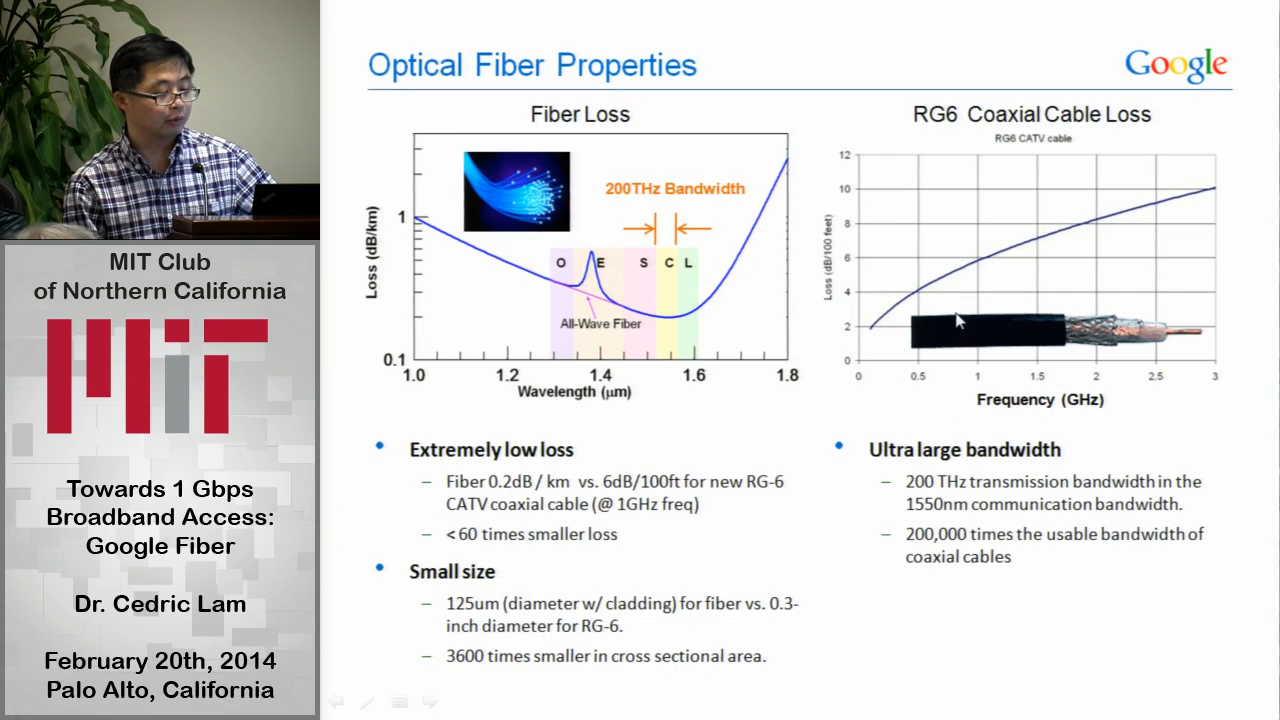 MIT Club
of Northern California
MIT
Towards 1 Gbps
Broadband Access:
Google Fiber
Dr. Cedric Lam
February 20th, 2014
Palo Alto, California
Optical Fiber Properties
Google
Fiber Loss
200THz Bandwidth
O E S C L
All-Wave Fiber
Loss (dB/km)
1
0.1
1.0 1.2 1.4 1.6 1.8
Wavelength (μm)
RG6 Coaxial Cable Loss
RG6 CATV cable
Loss (dB/100 feet)
12
10
8
6
4
2
0
0 0.5 1 1.5 2 2.5 3
Frequency (GHz)
• Extremely low loss
– Fiber 0.2dB / km vs. 6dB/100ft for new RG-6
CATV coaxial cable (@ 1GHz freq)
– < 60 times smaller loss
• Small size
– 125um (diameter w/ cladding) for fiber vs. 0.3-
inch diameter for RG-6.
– 3600 times smaller in cross sectional area.
• Ultra large bandwidth
– 200 THz transmission bandwidth in the
1550nm communication bandwidth.
– 200,000 times the usable bandwidth of
coaxial cables